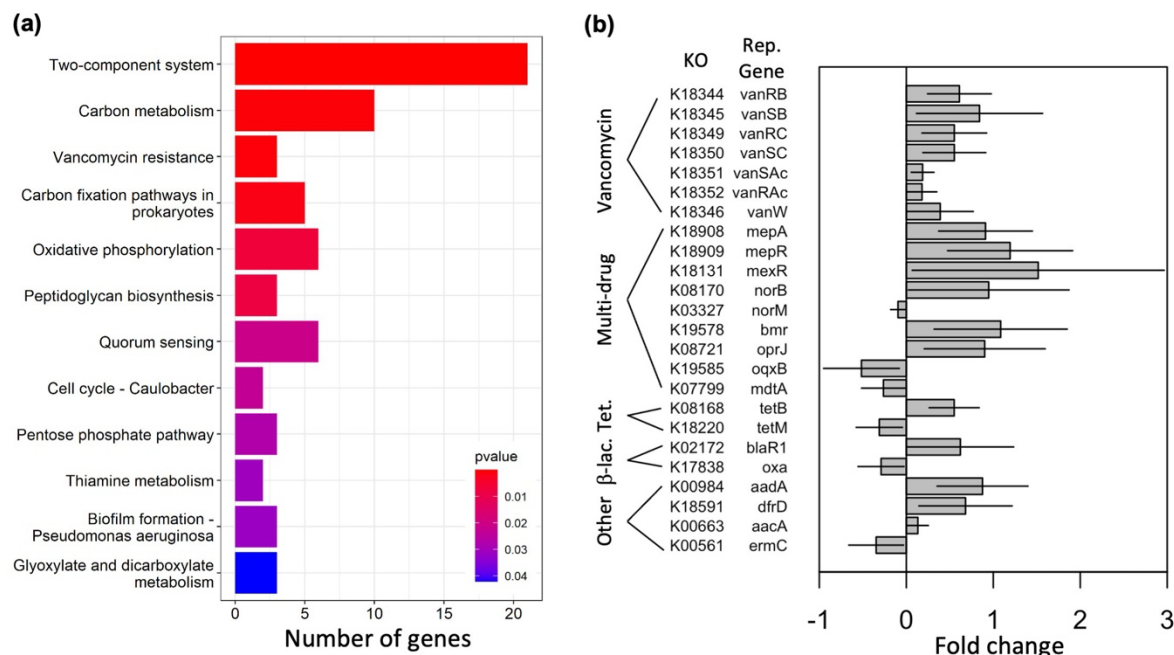 (a)
Two-component system
Carbon metabolism
Vancomycin resistance
Carbon fixation pathways in
prokaryotes
Oxidative phosphorylation
Peptidoglycan biosynthesis
Quorum sensing
Cell cycle - Caulobacter
Pentose phosphate pathway
Thiamine metabolism
Biofilm formation -
Pseudomonas aeruginosa
Glyoxylate and dicarboxylate
metabolism
pvalue
0.01
0.02
0.03
0.04
0 5 10 15 20
Number of genes
(b)
KO Rep.
Gene
Vancomycin
K18344 vanRB
K18345 vanSB
K18349 vanRC
K18350 vanSC
K18351 vanSAc
K18352 vanRAc
K18346 vanW
Multi-drug
K18908 mepA
K18909 mepR
K18131 mexR
K08170 norB
K03327 norM
K19578 bmr
K08721 oprJ
K19585 oqxB
K07799 mdtA
Tet.
K08168 tetB
K18220 tetM
β-lac.
K02172 blaR1
K17838 oxa
Other
K00984 aadA
K18591 dfrD
K00663 aacA
K00561 ermC
-1 0 1 2 3
Fold change